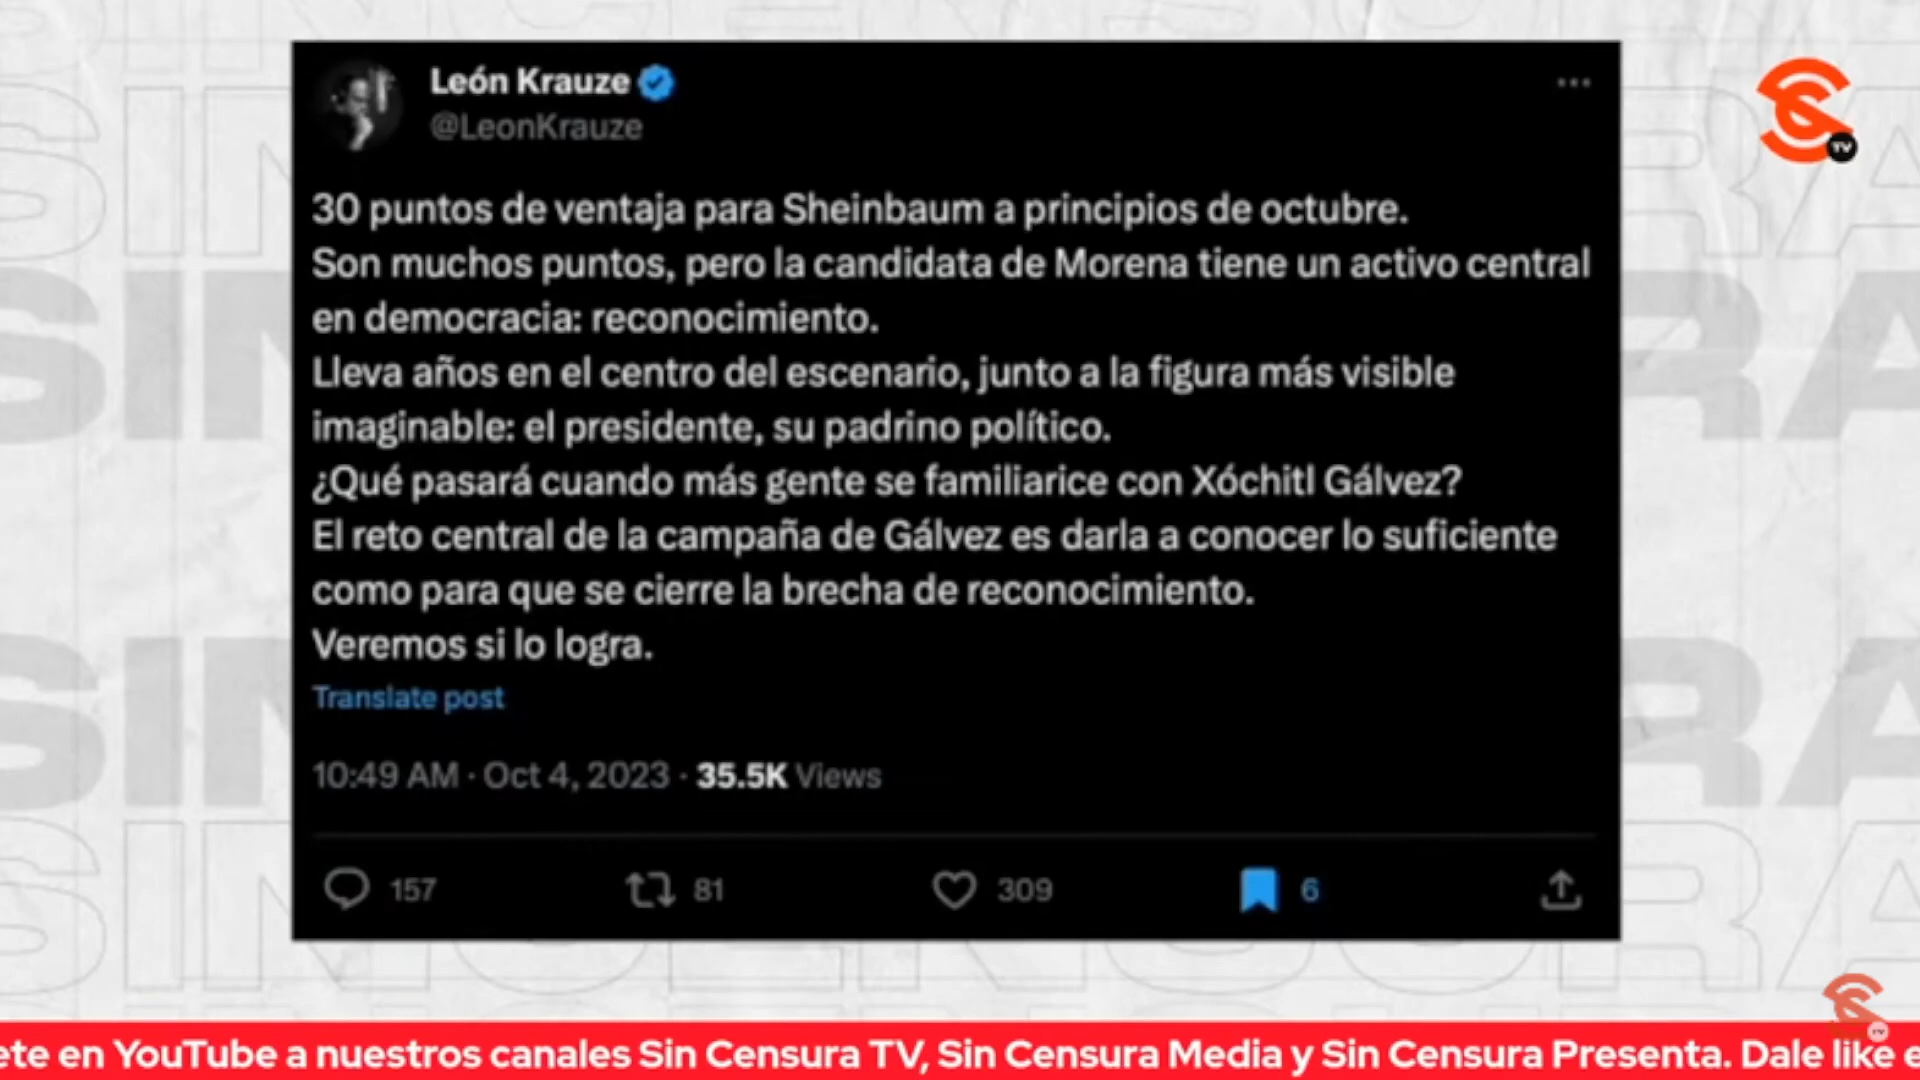 León Krauze
@LeonKrauze
30 puntos de ventaja para Sheinbaum a principios de octubre.
Son muchos puntos, pero la candidata de Morena tiene un activo central
en democracia: reconocimiento.
Lleva años en el centro del escenario, junto a la figura más visible
imaginable: el presidente, su padrino político.
¿Qué pasará cuando más gente se familiarice con Xóchitl Gálvez?
El reto central de la campaña de Gálvez es darla a conocer lo suficiente
como para que se cierre la brecha de reconocimiento.
Veremos si lo logra.
Translate post
10:49 AM · Oct 4, 2023 · 35.5K Views
157 81 309 6
TV
TV
ete en YouTube a nuestros canales Sin Censura TV, Sin Censura Media y Sin Censura Presenta. Dale like e
SINCENSURA
SINCENSURA